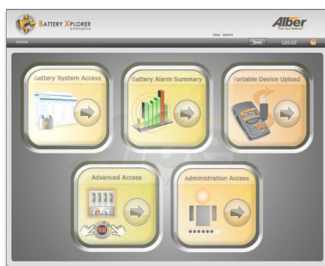 BATTERY XPLORER
Alber
User: admin
Home
LOGOUT
Battery System Access
Battery Alarm Summary
Portable Device Upload
Advanced Access
Administration Access